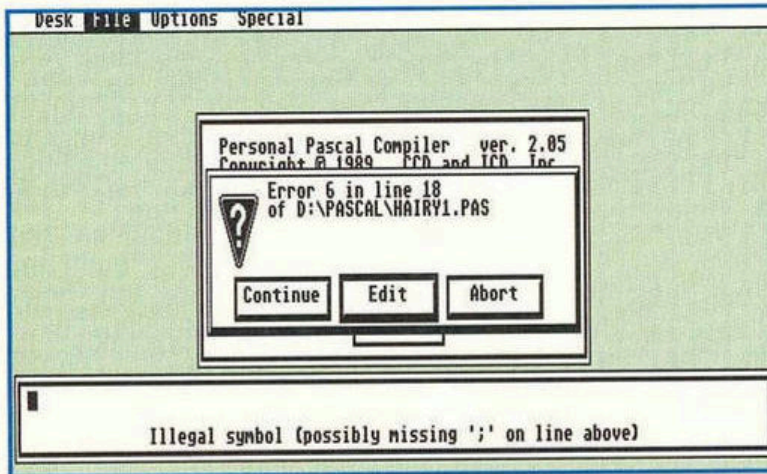 Desk File Options Special
Personal Pascal Compiler ver. 2.05
Copyright © 1989 CCD and ICD, Inc
Error 6 in line 18
of D:\PASCAL\HAIRY1.PAS
?
Continue Edit Abort
Illegal symbol (possibly missing ';' on line above)